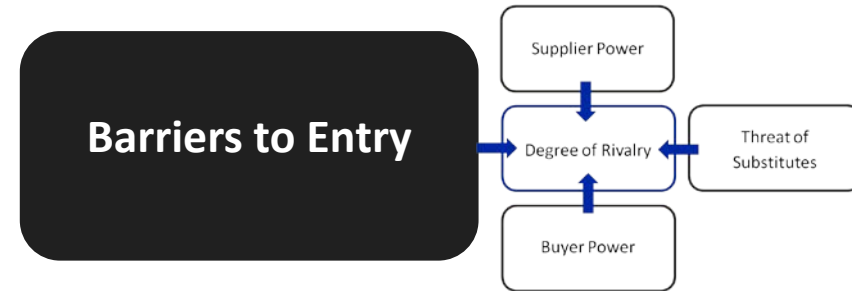 Supplier Power
Barriers to Entry
Degree of Rivalry
Threat of
Substitutes
Buyer Power